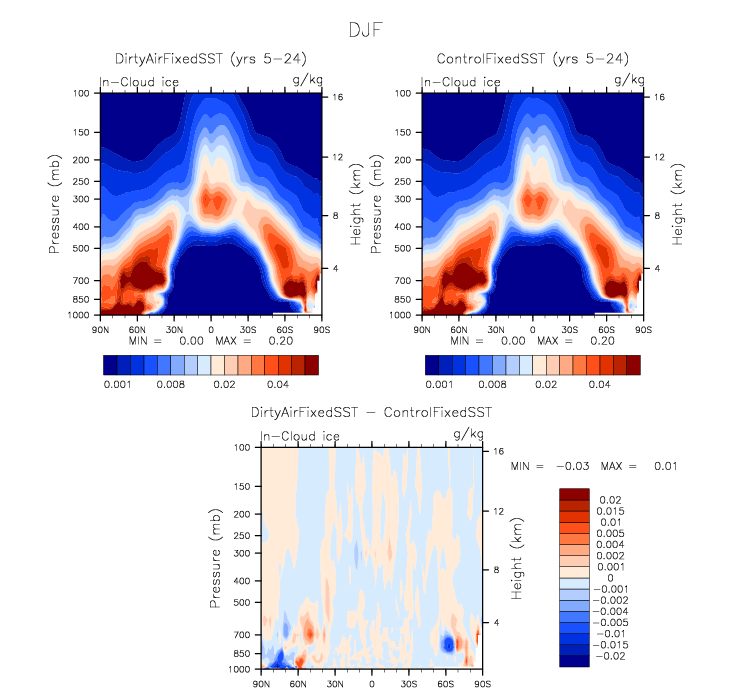 DJF
DirtyAirFixedSST (yrs 5-24)
In-Cloud ice g/kg
100 16
150
200 12
250
300
8
400
500
4
700
850
1000
90N 60N 30N 0 30S 60S 90S
Pressure (mb)
Height (km)
MIN = 0.00 MAX = 0.20
0.001 0.008 0.02 0.04
ControlFixedSST (yrs 5-24)
In-Cloud ice g/kg
100 16
150
200 12
250
300
8
400
500
4
700
850
1000
90N 60N 30N 0 30S 60S 90S
Pressure (mb)
Height (km)
MIN = 0.00 MAX = 0.20
0.001 0.008 0.02 0.04
DirtyAirFixedSST - ControlFixedSST
In-Cloud ice g/kg
100 16
150
200 12
250
300
8
400
500
4
700
850
1000
90N 60N 30N 0 30S 60S 90S
Pressure (mb)
Height (km)
MIN = -0.03 MAX = 0.01
0.02
0.015
0.01
0.005
0.004
0.002
0.001
0
-0.001
-0.002
-0.004
-0.005
-0.01
-0.015
-0.02